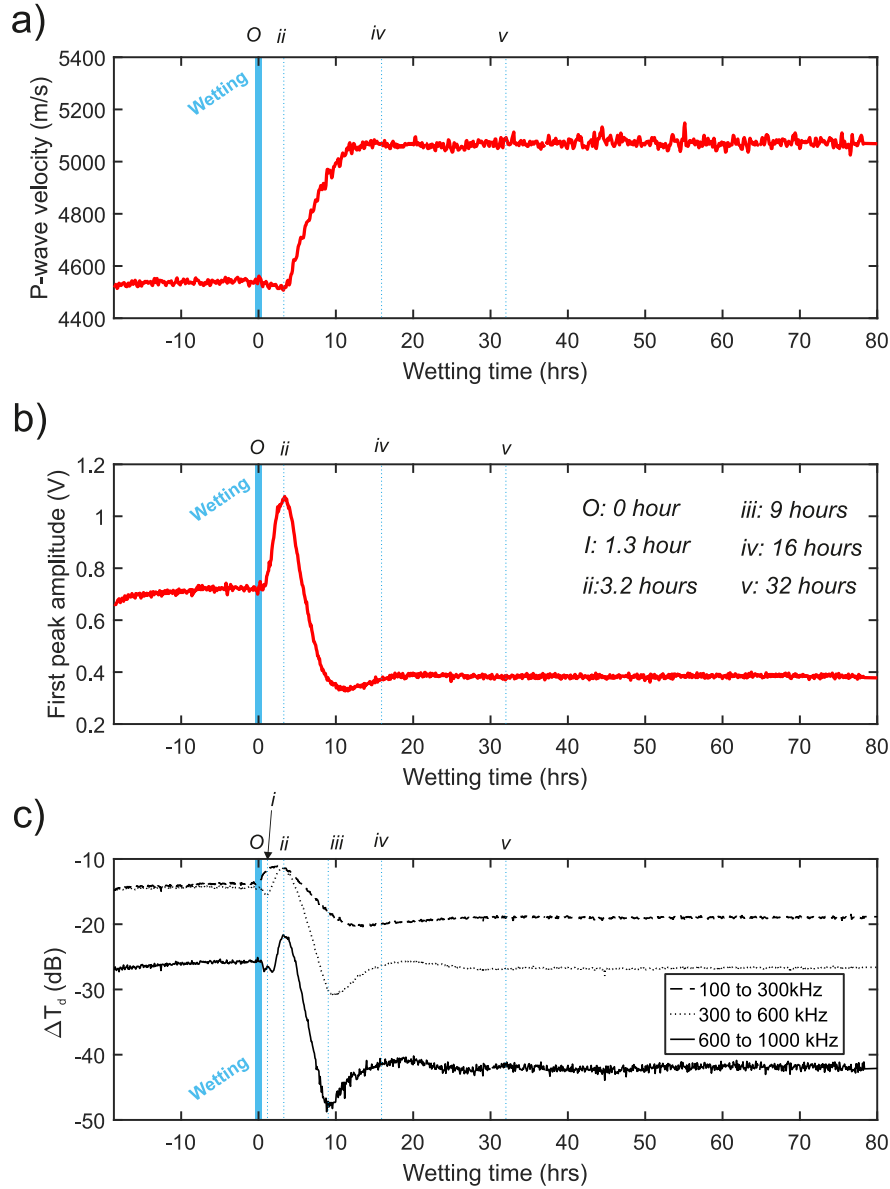 a)
O ii iv v
Wetting
5400
5200
5000
4800
4600
4400
P-wave velocity (m/s)
-10 0 10 20 30 40 50 60 70 80
Wetting time (hrs)
b)
O ii iv v
Wetting
1.2
1
0.8
0.6
0.4
0.2
First peak amplitude (V)
O: 0 hour iii: 9 hours
I: 1.3 hour iv: 16 hours
ii:3.2 hours v: 32 hours
-10 0 10 20 30 40 50 60 70 80
Wetting time (hrs)
c)
i
O ii iii iv v
-10
-20
-30
-40
-50
ΔTd (dB)
Wetting
100 to 300kHz
300 to 600 kHz
600 to 1000 kHz
-10 0 10 20 30 40 50 60 70 80
Wetting time (hrs)